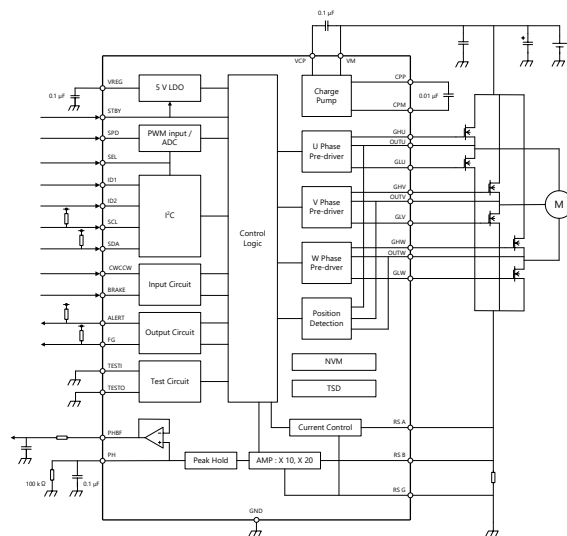 0.1 µF
VCP
VM
VREG
5 V LDO
0.1 µF
STBY
SPD
PWM input /
ADC
SEL
ID1
ID2
I²C
SCL
SDA
CWCCW
Input Circuit
BRAKE
ALERT
Output Circuit
FG
TESTI
Test Circuit
TESTO
PHBF
PH
100 k Ω
0.1 µF
Peak Hold
AMP : X 10, X 20
Control
Logic
Charge
Pump
CPP
CPM
0.01 µF
U Phase
Pre-driver
GHU
OUTU
GLU
V Phase
Pre-driver
GHV
OUTV
GLV
W Phase
Pre-driver
GHW
OUTW
GLW
Position
Detection
M
NVM
TSD
Current Control
RS A
RS B
RS G
GND